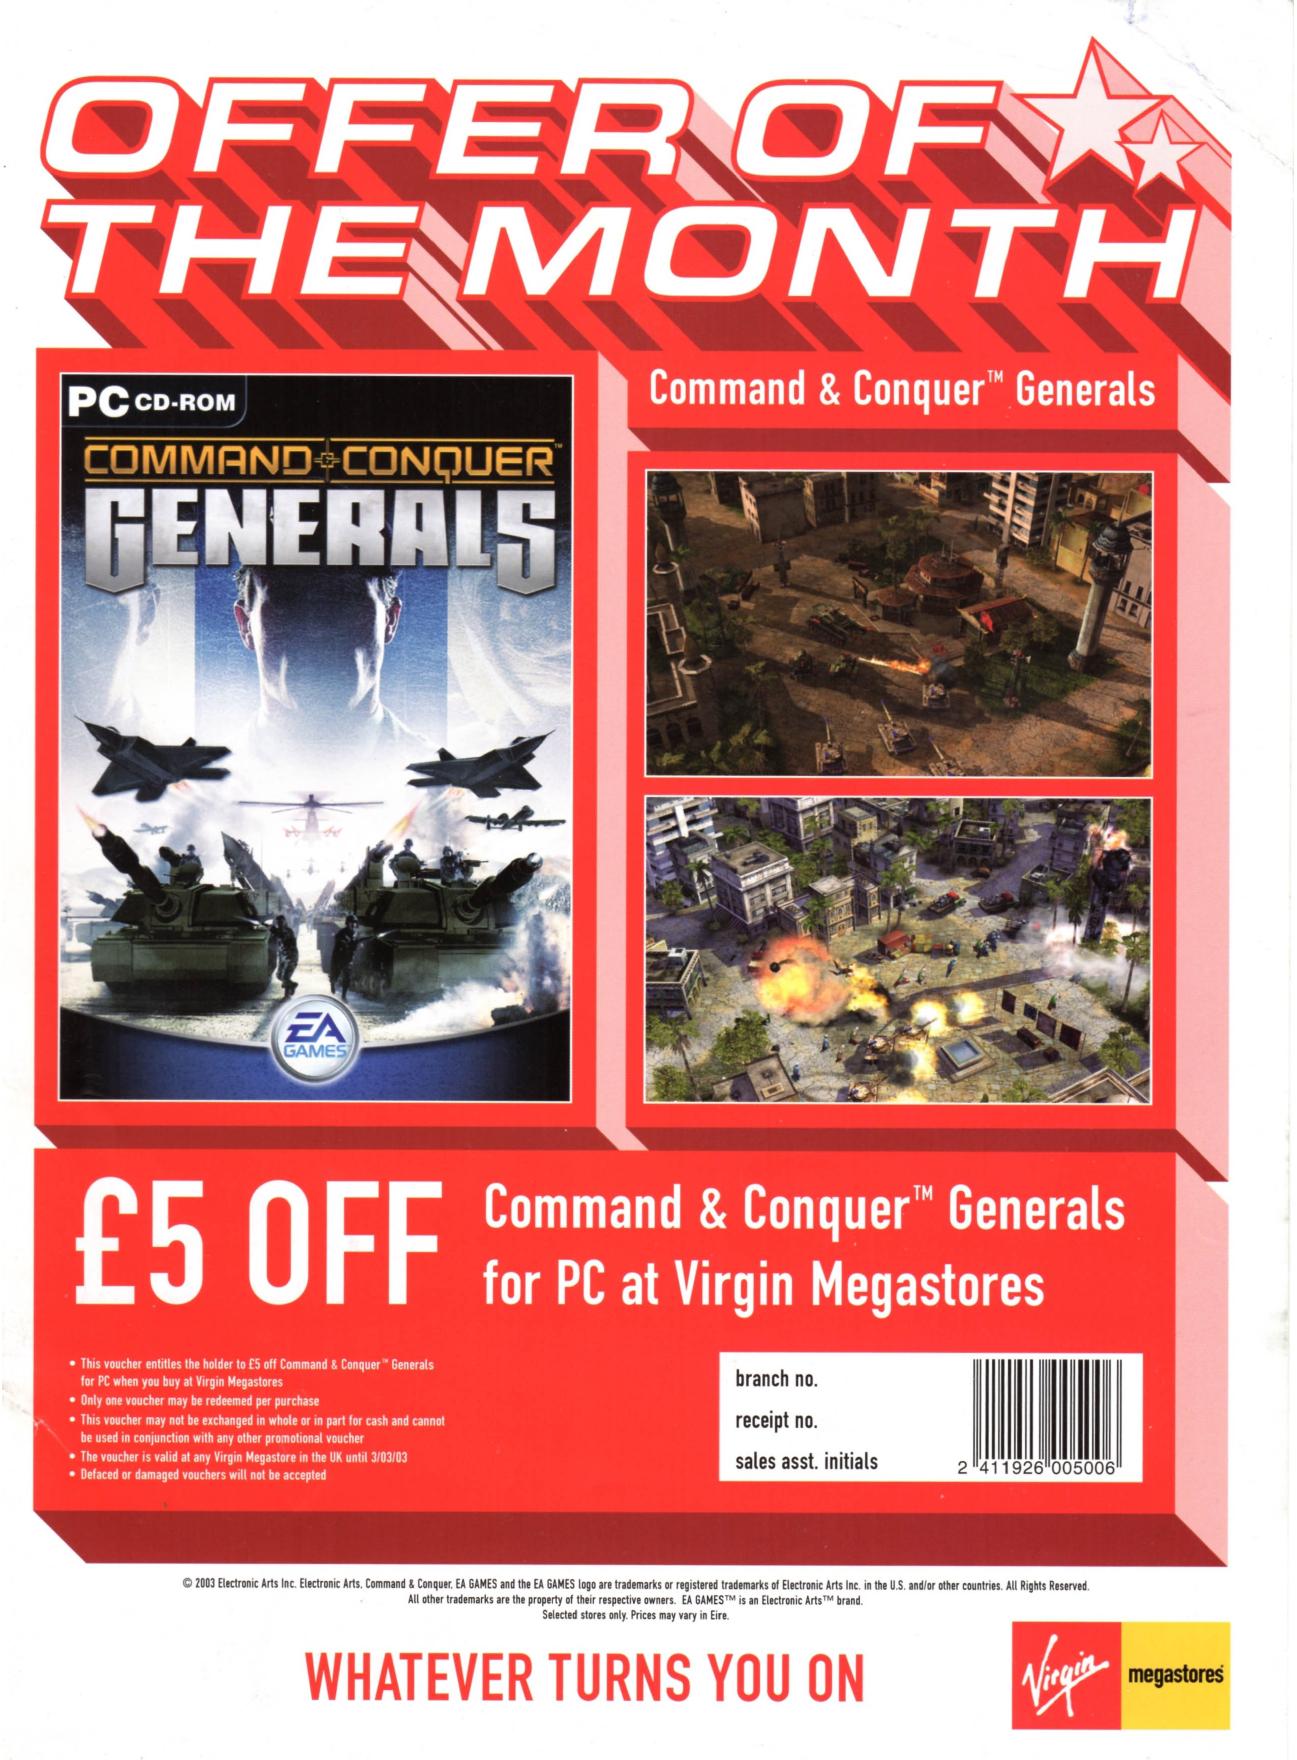 OFFER OF
THE MONTH
PC CD-ROM
COMMAND CONQUER™
GENERALS
EA
GAMES
Command & Conquer™ Generals
£5 OFF
Command & Conquer™ Generals
for PC at Virgin Megastores
• This voucher entitles the holder to £5 off Command & Conquer™ Generals
for PC when you buy at Virgin Megastores
• Only one voucher may be redeemed per purchase
• This voucher may not be exchanged in whole or in part for cash and cannot
be used in conjunction with any other promotional voucher
• The voucher is valid at any Virgin Megastore in the UK until 3/03/03
• Defaced or damaged vouchers will not be accepted
branch no.
receipt no.
sales asst. initials
2 411926 005006
© 2003 Electronic Arts Inc. Electronic Arts, Command & Conquer, EA GAMES and the EA GAMES logo are trademarks or registered trademarks of Electronic Arts Inc. in the U.S. and/or other countries. All Rights Reserved.
All other trademarks are the property of their respective owners. EA GAMES™ is an Electronic Arts™ brand.
Selected stores only. Prices may vary in Eire.
WHATEVER TURNS YOU ON
Virgin megastores